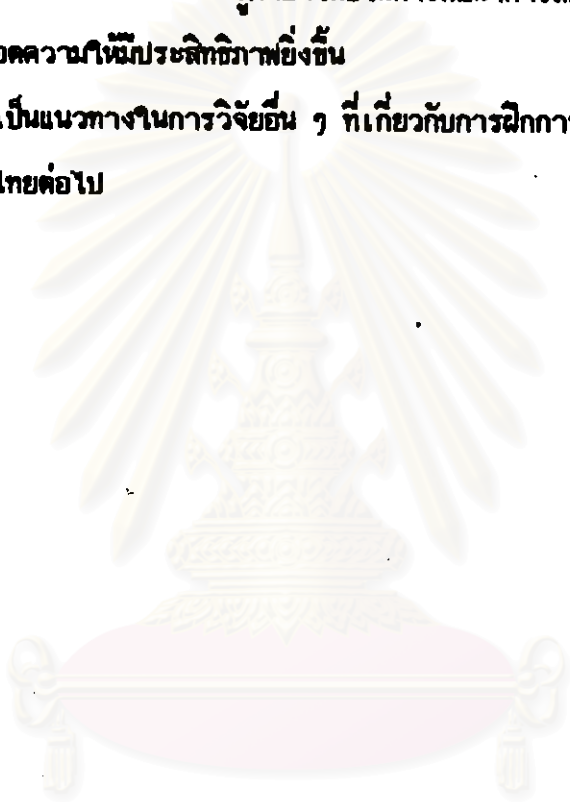 อดความให้มีประสิทธิภาพยิ่งขึ้น
เป็นแนวทางในการวิจัยอื่น ๆ ที่เกี่ยวกับการฝึกการ
ไทยต่อไป